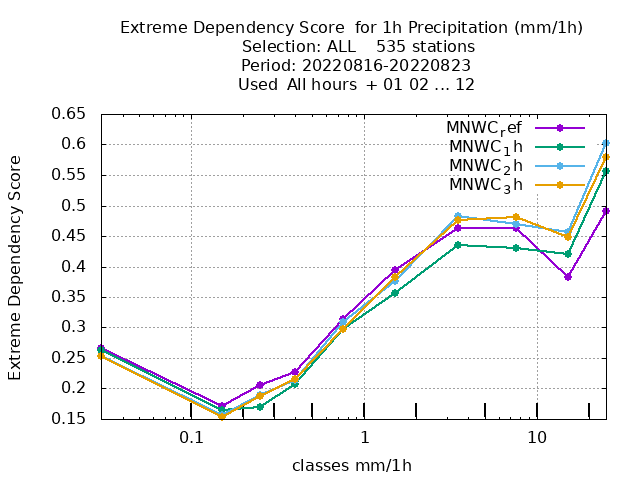 Extreme Dependency Score  for 1h Precipitation (mm/1h)
Selection: ALL    535 stations
Period: 20220816-20220823
Used  All hours  + 01 02 ... 12
Extreme Dependency Score
0.65
0.6
0.55
0.5
0.45
0.4
0.35
0.3
0.25
0.2
0.15
MNWC_ref
MNWC_1h
MNWC_2h
MNWC_3h
0.1 1 10
classes mm/1h